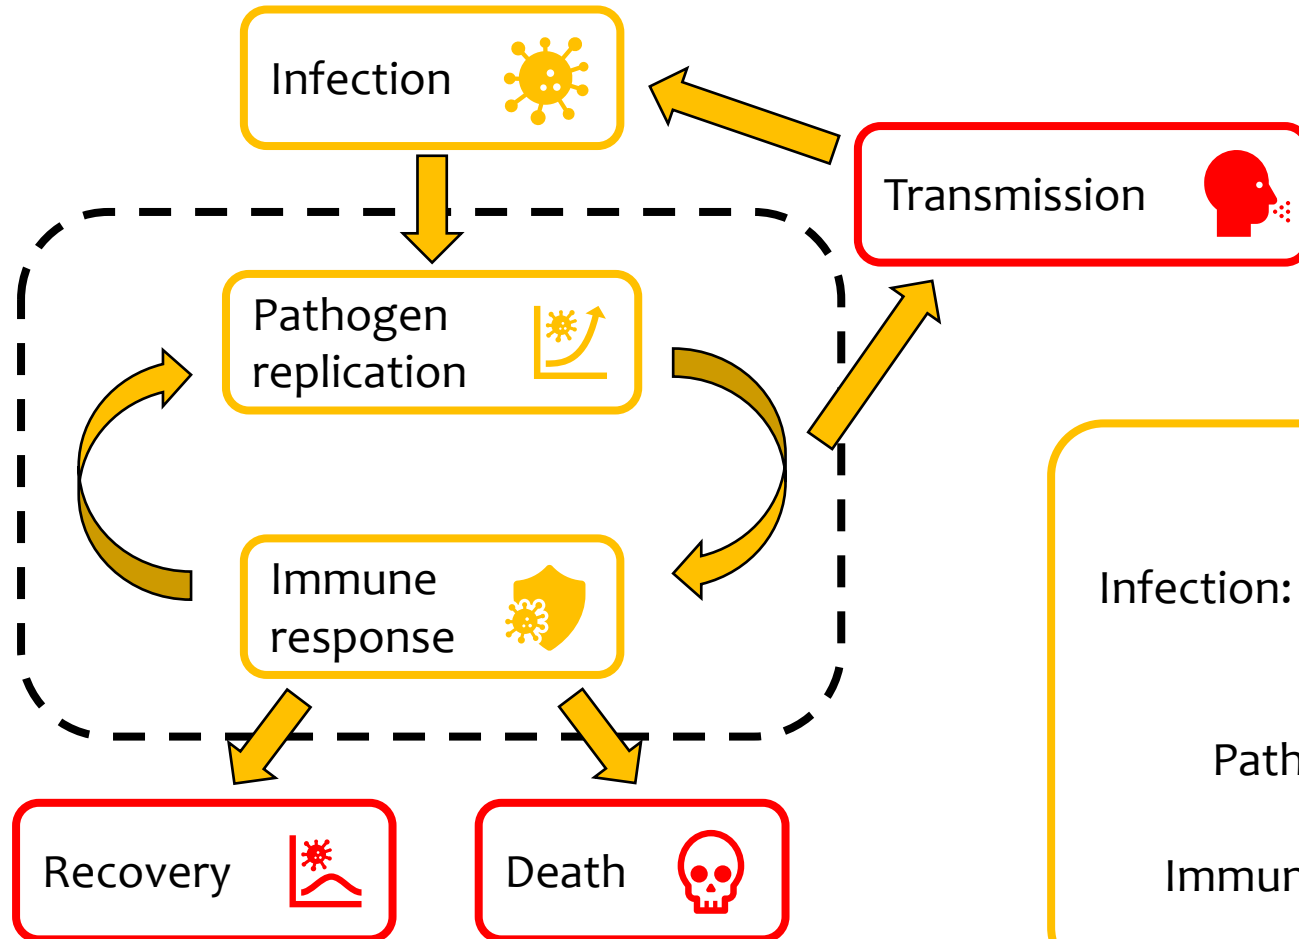 Infection
Transmission
Pathogen
replication
Immune
response
Infection:
Recovery
Death